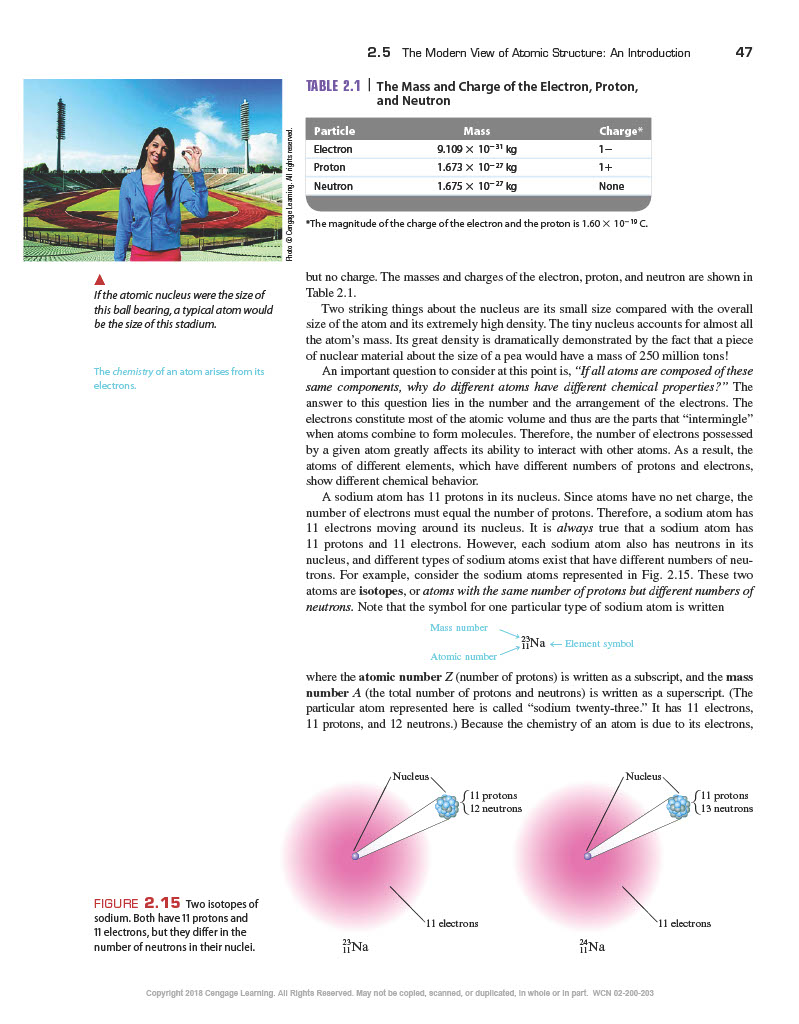 2.5 The Modern View of Atomic Structure: An Introduction 47
TABLE 2.1 | The Mass and Charge of the Electron, Proton,
and Neutron
Particle Mass Charge*
Electron 9.109 × 10⁻³¹ kg 1−
Proton 1.673 × 10⁻²⁷ kg 1+
Neutron 1.675 × 10⁻²⁷ kg None
*The magnitude of the charge of the electron and the proton is 1.60 × 10⁻¹⁹ C.
Photo © Cengage Learning. All rights reserved.
If the atomic nucleus were the size of
this ball bearing, a typical atom would
be the size of this stadium.
The chemistry of an atom arises from its
electrons.
but no charge. The masses and charges of the electron, proton, and neutron are shown in
Table 2.1.
Two striking things about the nucleus are its small size compared with the overall
size of the atom and its extremely high density. The tiny nucleus accounts for almost all
the atom's mass. Its great density is dramatically demonstrated by the fact that a piece
of nuclear material about the size of a pea would have a mass of 250 million tons!
An important question to consider at this point is, "If all atoms are composed of these
same components, why do different atoms have different chemical properties?" The
answer to this question lies in the number and the arrangement of the electrons. The
electrons constitute most of the atomic volume and thus are the parts that "intermingle"
when atoms combine to form molecules. Therefore, the number of electrons possessed
by a given atom greatly affects its ability to interact with other atoms. As a result, the
atoms of different elements, which have different numbers of protons and electrons,
show different chemical behavior.
A sodium atom has 11 protons in its nucleus. Since atoms have no net charge, the
number of electrons must equal the number of protons. Therefore, a sodium atom has
11 electrons moving around its nucleus. It is always true that a sodium atom has
11 protons and 11 electrons. However, each sodium atom also has neutrons in its
nucleus, and different types of sodium atoms exist that have different numbers of neu-
trons. For example, consider the sodium atoms represented in Fig. 2.15. These two
atoms are isotopes, or atoms with the same number of protons but different numbers of
neutrons. Note that the symbol for one particular type of sodium atom is written
Mass number
²³₁₁Na ← Element symbol
Atomic number
where the atomic number Z (number of protons) is written as a subscript, and the mass
number A (the total number of protons and neutrons) is written as a superscript. (The
particular atom represented here is called "sodium twenty-three." It has 11 electrons,
11 protons, and 12 neutrons.) Because the chemistry of an atom is due to its electrons,
Nucleus
11 protons
12 neutrons
11 electrons
²³₁₁Na
Nucleus
11 protons
13 neutrons
11 electrons
²⁴₁₁Na
FIGURE 2.15 Two isotopes of
sodium. Both have 11 protons and
11 electrons, but they differ in the
number of neutrons in their nuclei.
Copyright 2018 Cengage Learning. All Rights Reserved. May not be copied, scanned, or duplicated, in whole or in part. WCN 02-200-203